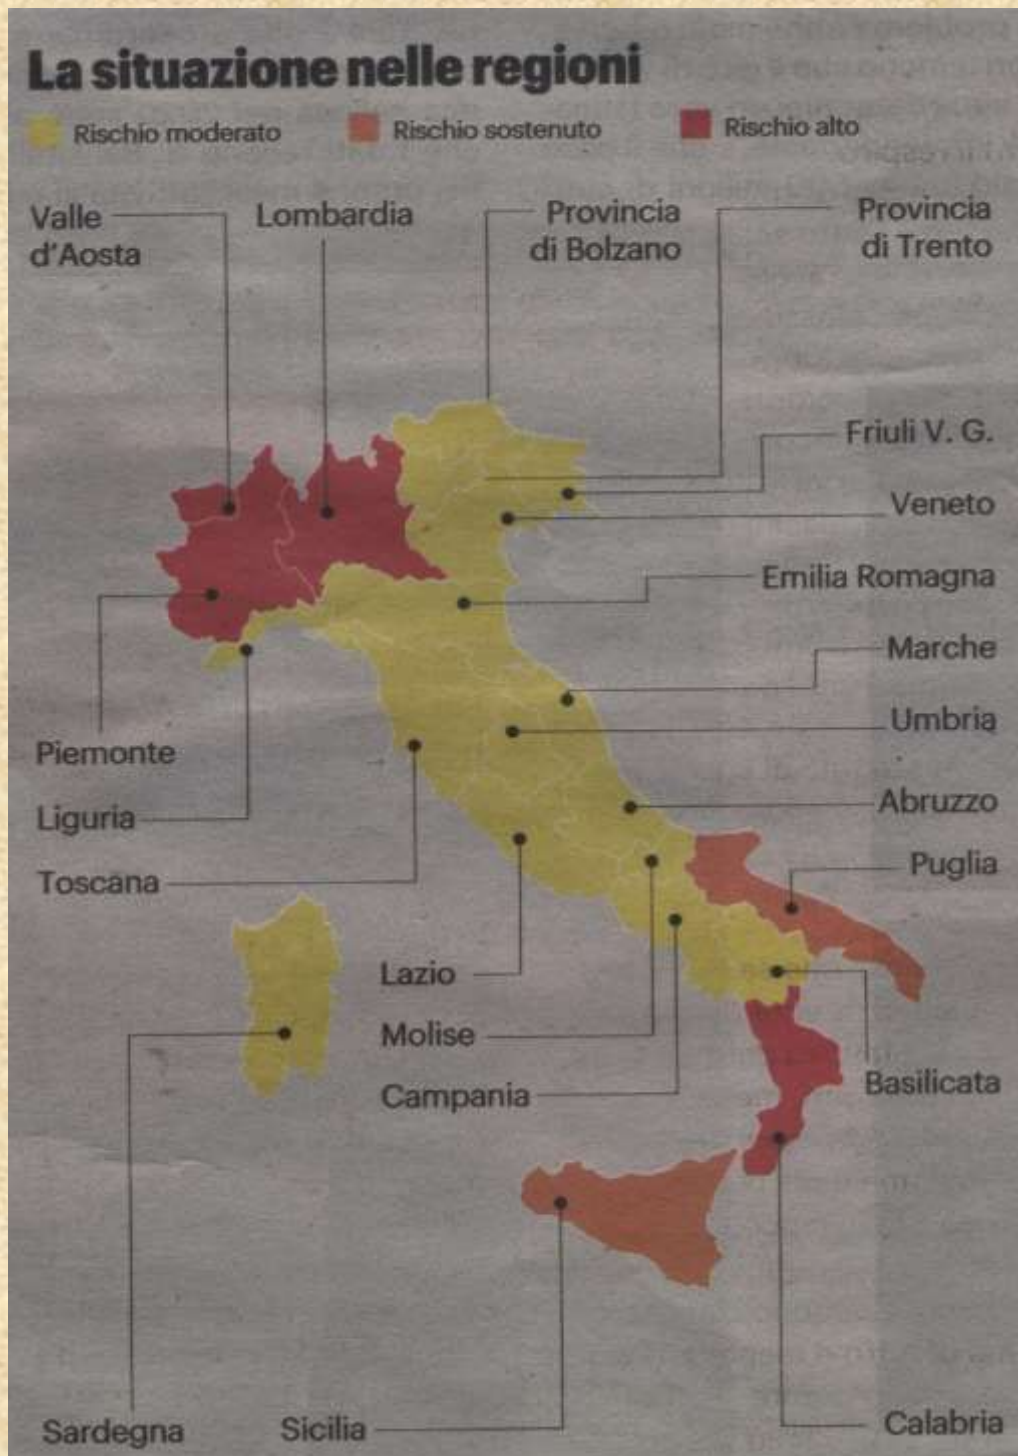 La situazione nelle regioni
Rischio moderato
Rischio sostenuto
Rischio alto
Valle
d'Aosta
Lombardia
Provincia
di Bolzano
Provincia
di Trento
Friuli V. G.
Veneto
Emilia Romagna
Marche
Umbria
Piemonte
Abruzzo
Liguria
Puglia
Toscana
Lazio
Molise
Basilicata
Campania
Sardegna
Sicilia
Calabria